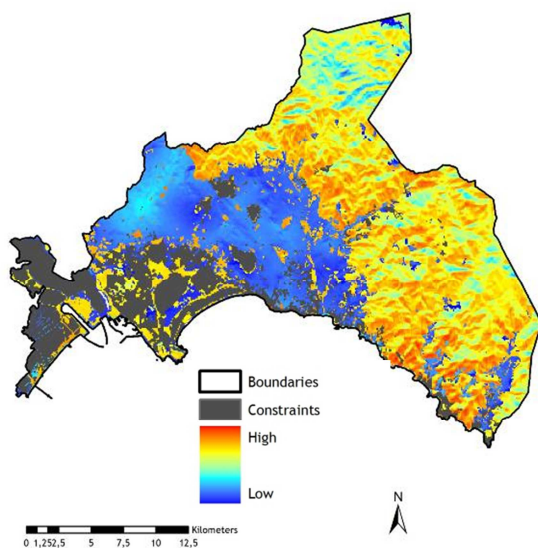 Boundaries
Constraints
High
Low
N
Kilometers
0 1,252,5 5 7,5 10 12,5